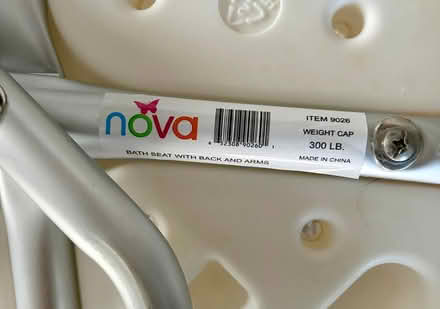 nova
ITEM 9026
WEIGHT CAP
300 LB.
BATH SEAT WITH BACK AND ARMS
MADE IN CHINA